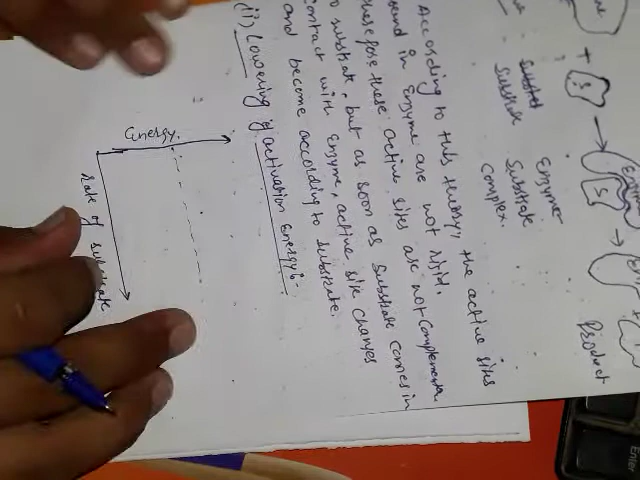 + S → S → +
Enzyme
Substrate
Substrate
Complex.
Product
According to this theory, the active sites
found in Enzyme are not rigid.
Therefore these active sites are not Complementary
to substrate, but as soon as substrate comes in
contact with enzyme, active site changes
and become according to substrate.
(ii) Lowering of activation Energy:-
Energy.
Rate of substrate
Enter